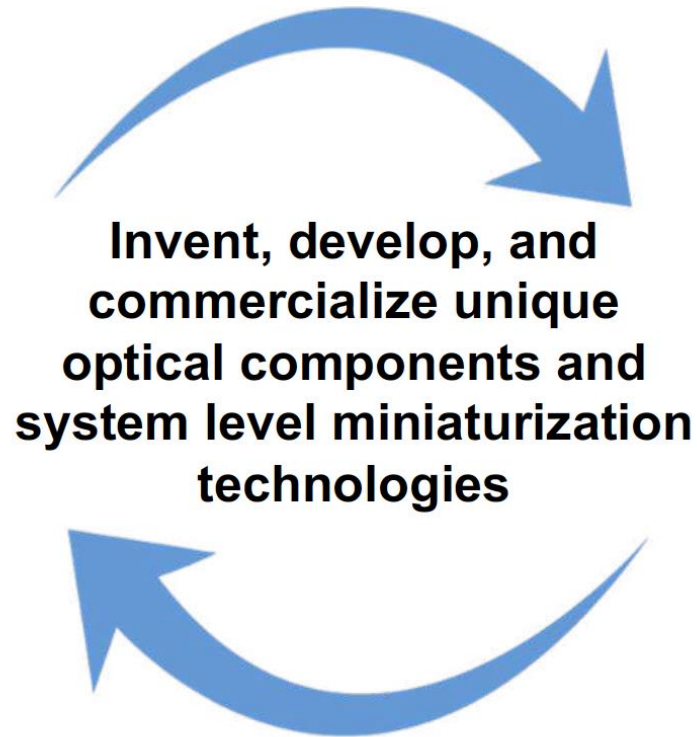 Invent, develop, and
commercialize unique
optical components and
system level miniaturization
technologies